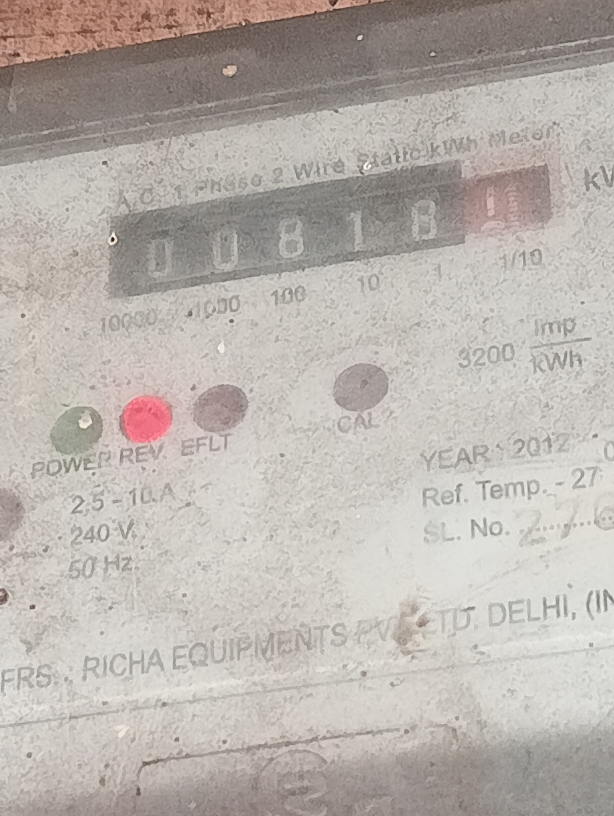 A.C. 1 Phase 2 Wire Static kWh Meter
0 0 8 1 8
10000 1000 100 10 1 1/10
3200 imp/kWh
POWER REV. EFLT CAL
2.5 - 10 A
240 V.
50 Hz.
YEAR : 2012
Ref. Temp. - 27
SL. No.
RICHA EQUIPMENTS PVT. LTD. DELHI,